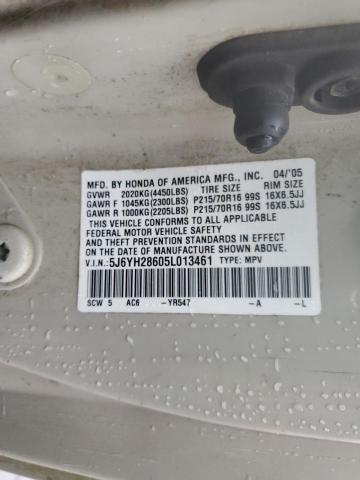 MFD. BY HONDA OF AMERICA MFG., INC. 04/'05
GVWR 2020KG(4450LBS) TIRE SIZE RIM SIZE
GAWR F 1045KG(2300LBS) P215/70R16 99S 16X6.5JJ
GAWR R 1000KG(2205LBS) P215/70R16 99S 16X6.5JJ
THIS VEHICLE CONFORMS TO ALL APPLICABLE
FEDERAL MOTOR VEHICLE SAFETY STANDARDS IN EFFECT
ON THE DATE OF MANUFACTURE SHOWN ABOVE.
V.I.N: 5J6YH28605L013461 TYPE: MPV
SCW 5 AC6 -YR547 -A -L